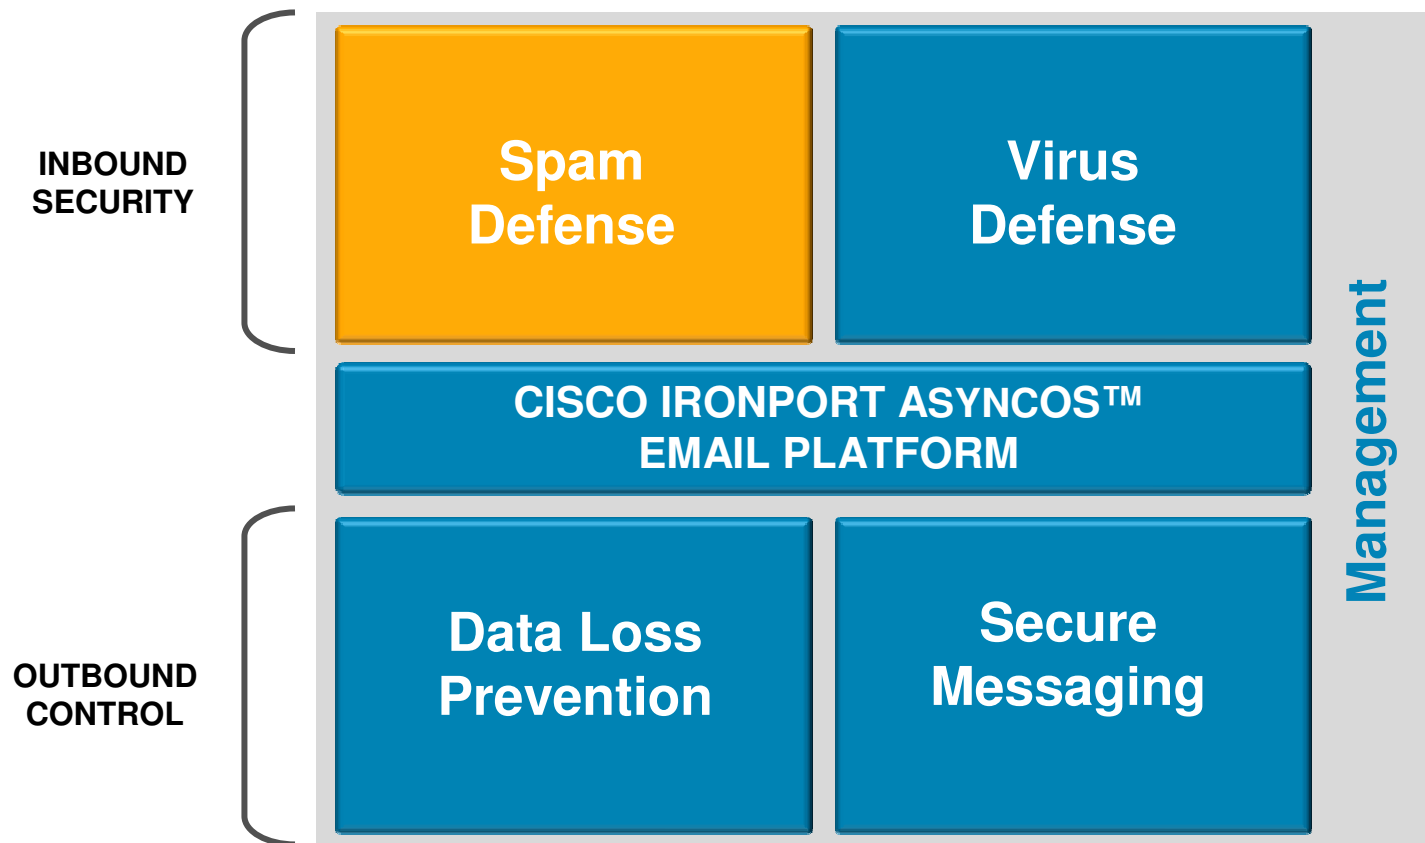 INBOUND
SECURITY
Spam
Defense
Virus
Defense
CISCO IRONPORT ASYNCOS™
EMAIL PLATFORM
Management
OUTBOUND
CONTROL
Data Loss
Prevention
Secure
Messaging